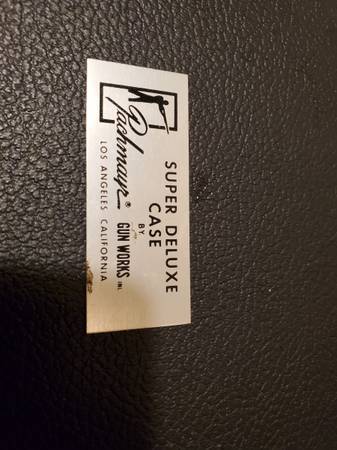 SUPER DELUXE
CASE
BY
Pachmayr® GUN WORKS INC.
LOS ANGELES CALIFORNIA